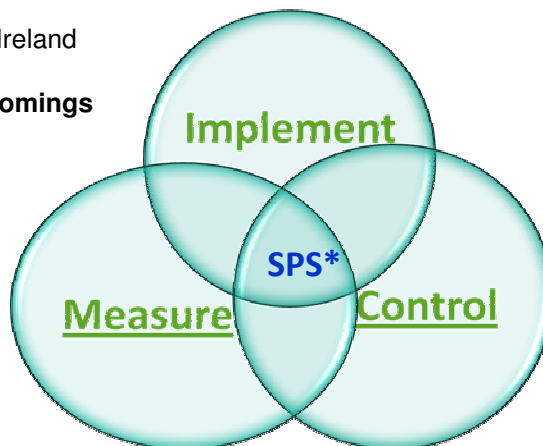 Ireland
omings
Implement
SPS*
Measure
Control